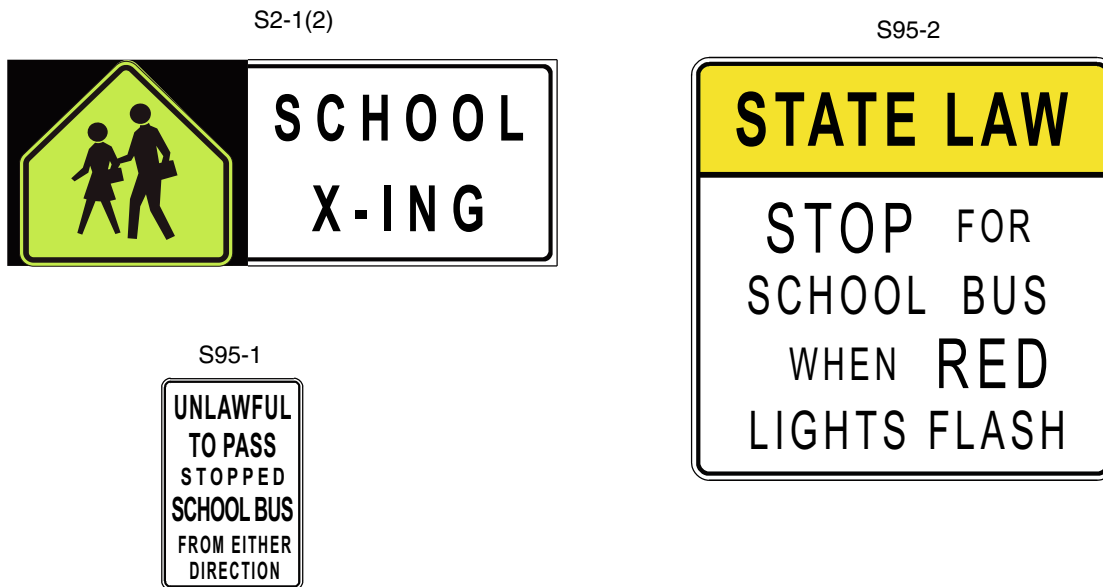 S2-1(2)
SCHOOL
X-ING
S95-1
UNLAWFUL
TO PASS
STOPPED
SCHOOL BUS
FROM EITHER
DIRECTION
S95-2
STATE LAW
STOP FOR
SCHOOL BUS
WHEN RED
LIGHTS FLASH